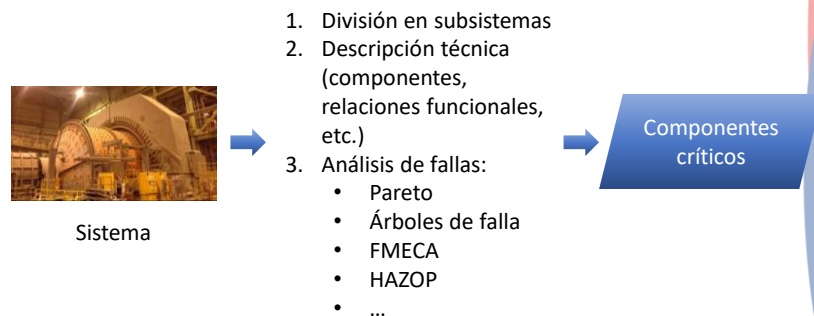 1. División en subsistemas
2. Descripción técnica
(componentes,
relaciones funcionales,
etc.)
3. Análisis de fallas:
• Pareto
• Árboles de falla
• FMECA
• HAZOP
• ...
Sistema
Componentes
críticos